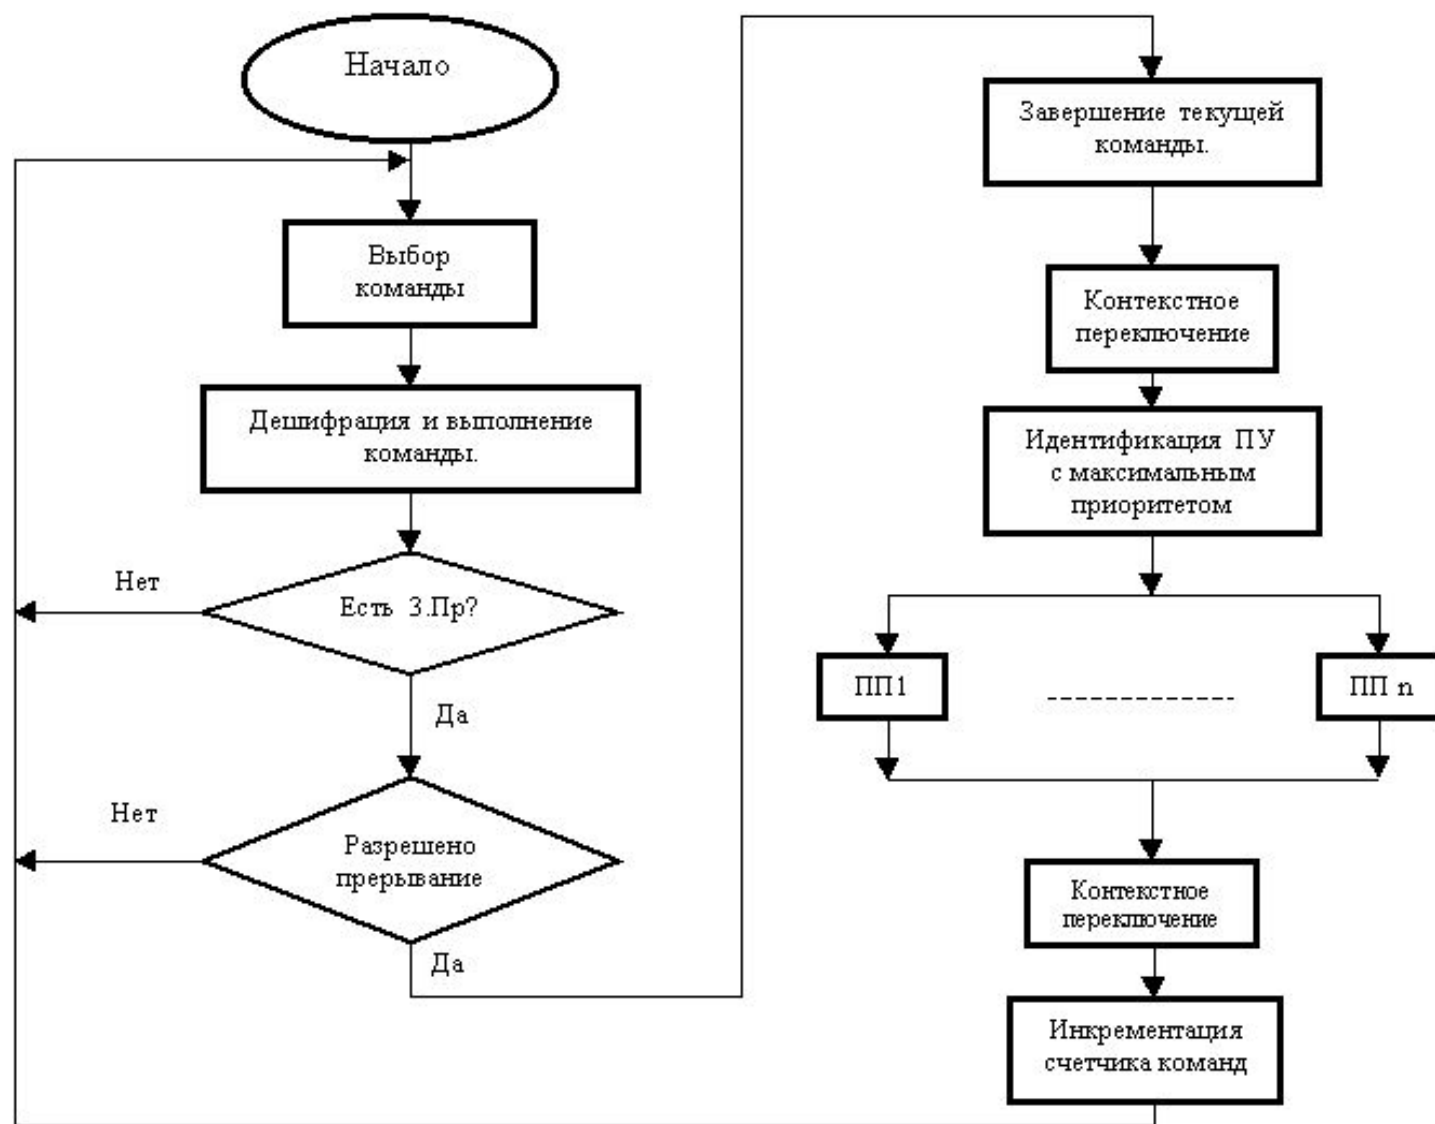 Начало
Выбор
команды
Дешифрация и выполнение
команды.
Есть З.Пр?
Нет
Да
Разрешено
прерывание
Нет
Да
Завершение текущей
команды.
Контекстное
переключение
Идентификация ПУ
с максимальным
приоритетом
ПП1
ПП n
Контекстное
переключение
Инкрементация
счетчика команд